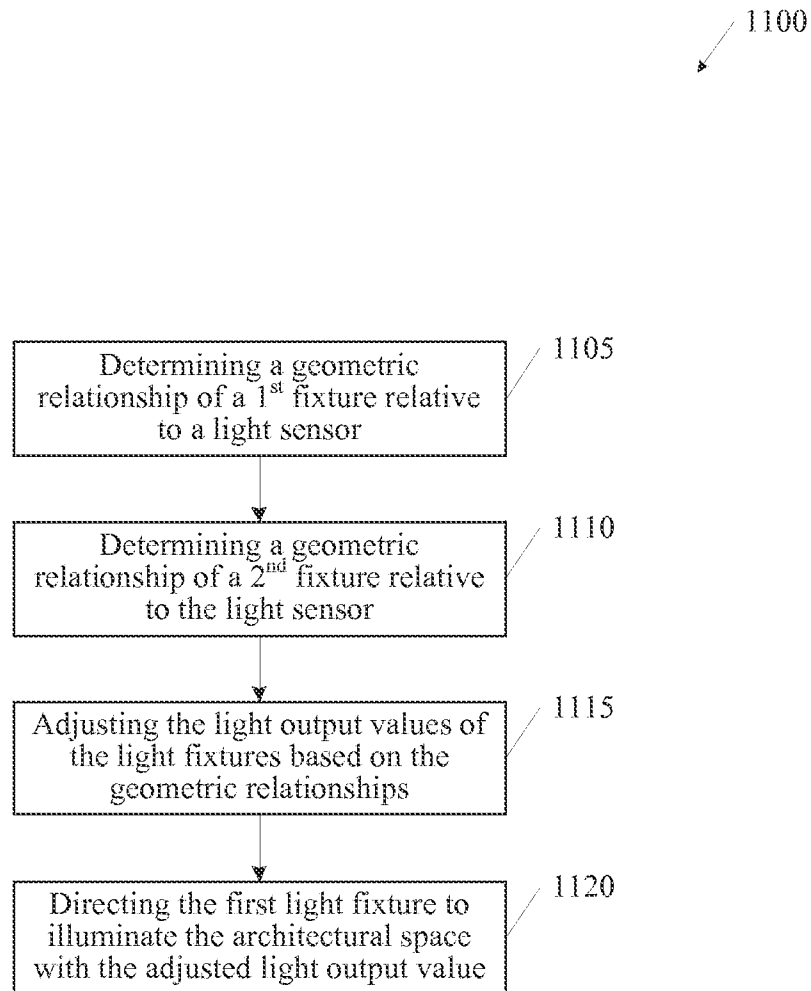 1100
Determining a geometric
relationship of a 1st fixture relative
to a light sensor
1105
Determining a geometric
relationship of a 2nd fixture relative
to the light sensor
1110
Adjusting the light output values of
the light fixtures based on the
geometric relationships
1115
Directing the first light fixture to
illuminate the architectural space
with the adjusted light output value
1120